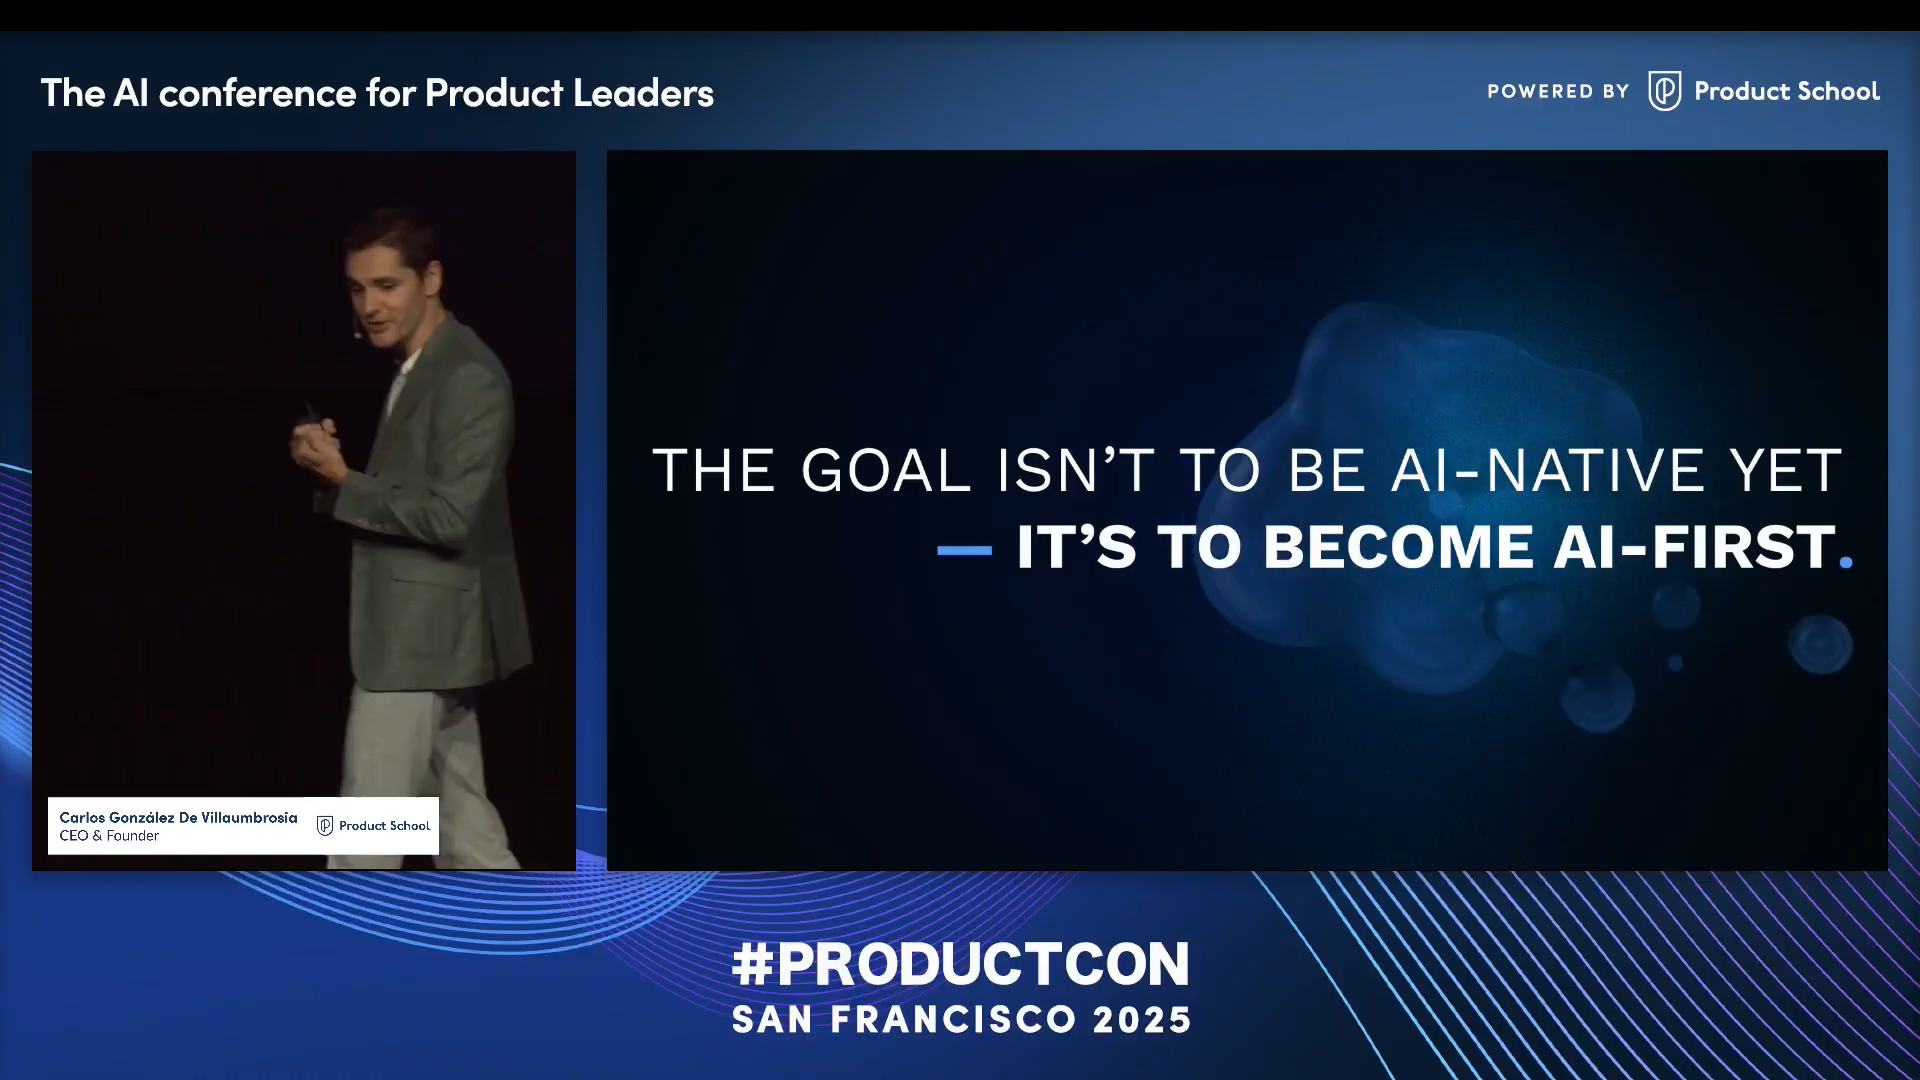 The AI conference for Product Leaders
POWERED BY Product School
THE GOAL ISN’T TO BE AI-NATIVE YET
— IT’S TO BECOME AI-FIRST.
Carlos González De Villaumbrosia
CEO & Founder
Product School
#PRODUCTCON
SAN FRANCISCO 2025